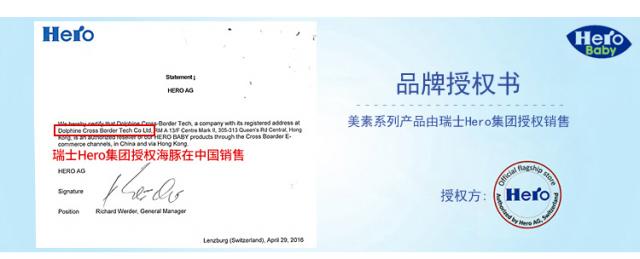 Hero
Statement
HERO AG
We hereby certify that Dolphine Cross-Border Tech, a company with its registered address at
Dolphine Cross Border Tech Co Ltd, RM A 13/F Centre Mark II, 305-313 Queen's Rd Central, Hong
Kong, is an authorized reseller of our HERO BABY products through the Cross Boarder E-
commerce channels, in China and via Hong Kong.
瑞士Hero集团授权海豚在中国销售
HERO AG
Signature
Position Richard Werder, General Manager
Lenzburg (Switzerland), April 29, 2016
Hero
Baby
品牌授权书
美素系列产品由瑞士Hero集团授权销售
授权方:
Official flagship store
Hero
Authorized by Hero AG, Switzerland